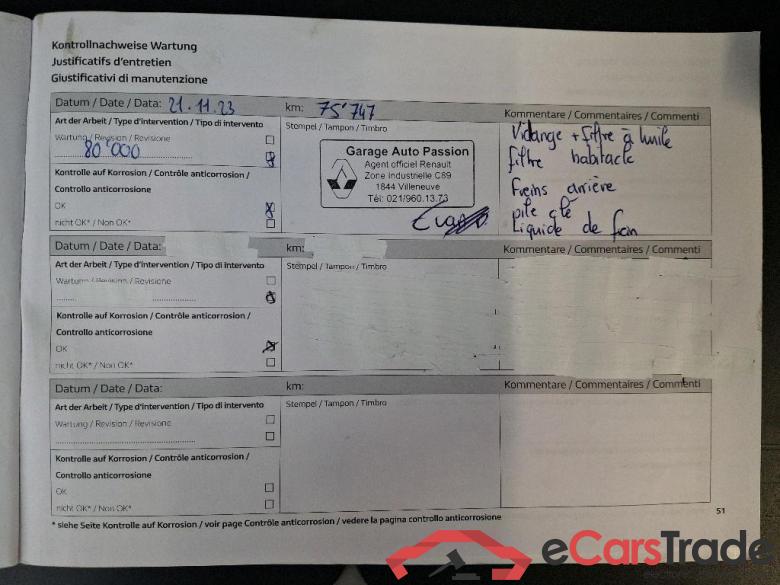 Kontrollnachweise Wartung
Justificatifs d'entretien
Giustificativi di manutenzione
Datum / Date / Data: 21.11.23 km: 75'747 Kommentare / Commentaires / Commenti
Art der Arbeit / Type d'intervention / Tipo di intervento
Wartung / Revision / Revisione
80'000
Kontrolle auf Korrosion / Contrôle anticorrosion /
Controllo anticorrosione
OK
nicht OK* / Non OK*
Stempel / Tampon / Timbro
Garage Auto Passion
Agent officiel Renault
Zone industrielle C89
1844 Villeneuve
Tél: 021/960.13.73
Vidange + filtre à huile
filtre habitacle
Freins arrière
pile clé
Liquide de frein
Datum / Date / Data: km: Kommentare / Commentaires / Commenti
Art der Arbeit / Type d'intervention / Tipo di intervento
Wartung / Revision / Revisione
Kontrolle auf Korrosion / Contrôle anticorrosion /
Controllo anticorrosione
OK
nicht OK* / Non OK*
Stempel / Tampon / Timbro
Datum / Date / Data: km: Kommentare / Commentaires / Commenti
Art der Arbeit / Type d'intervention / Tipo di intervento
Wartung / Revision / Revisione
Kontrolle auf Korrosion / Contrôle anticorrosion /
Controllo anticorrosione
OK
nicht OK* / Non OK*
Stempel / Tampon / Timbro
51
* siehe Seite Kontrolle auf Korrosion / voir page Contrôle anticorrosion / vedere la pagina controllo anticorrosione
eCarsTrade